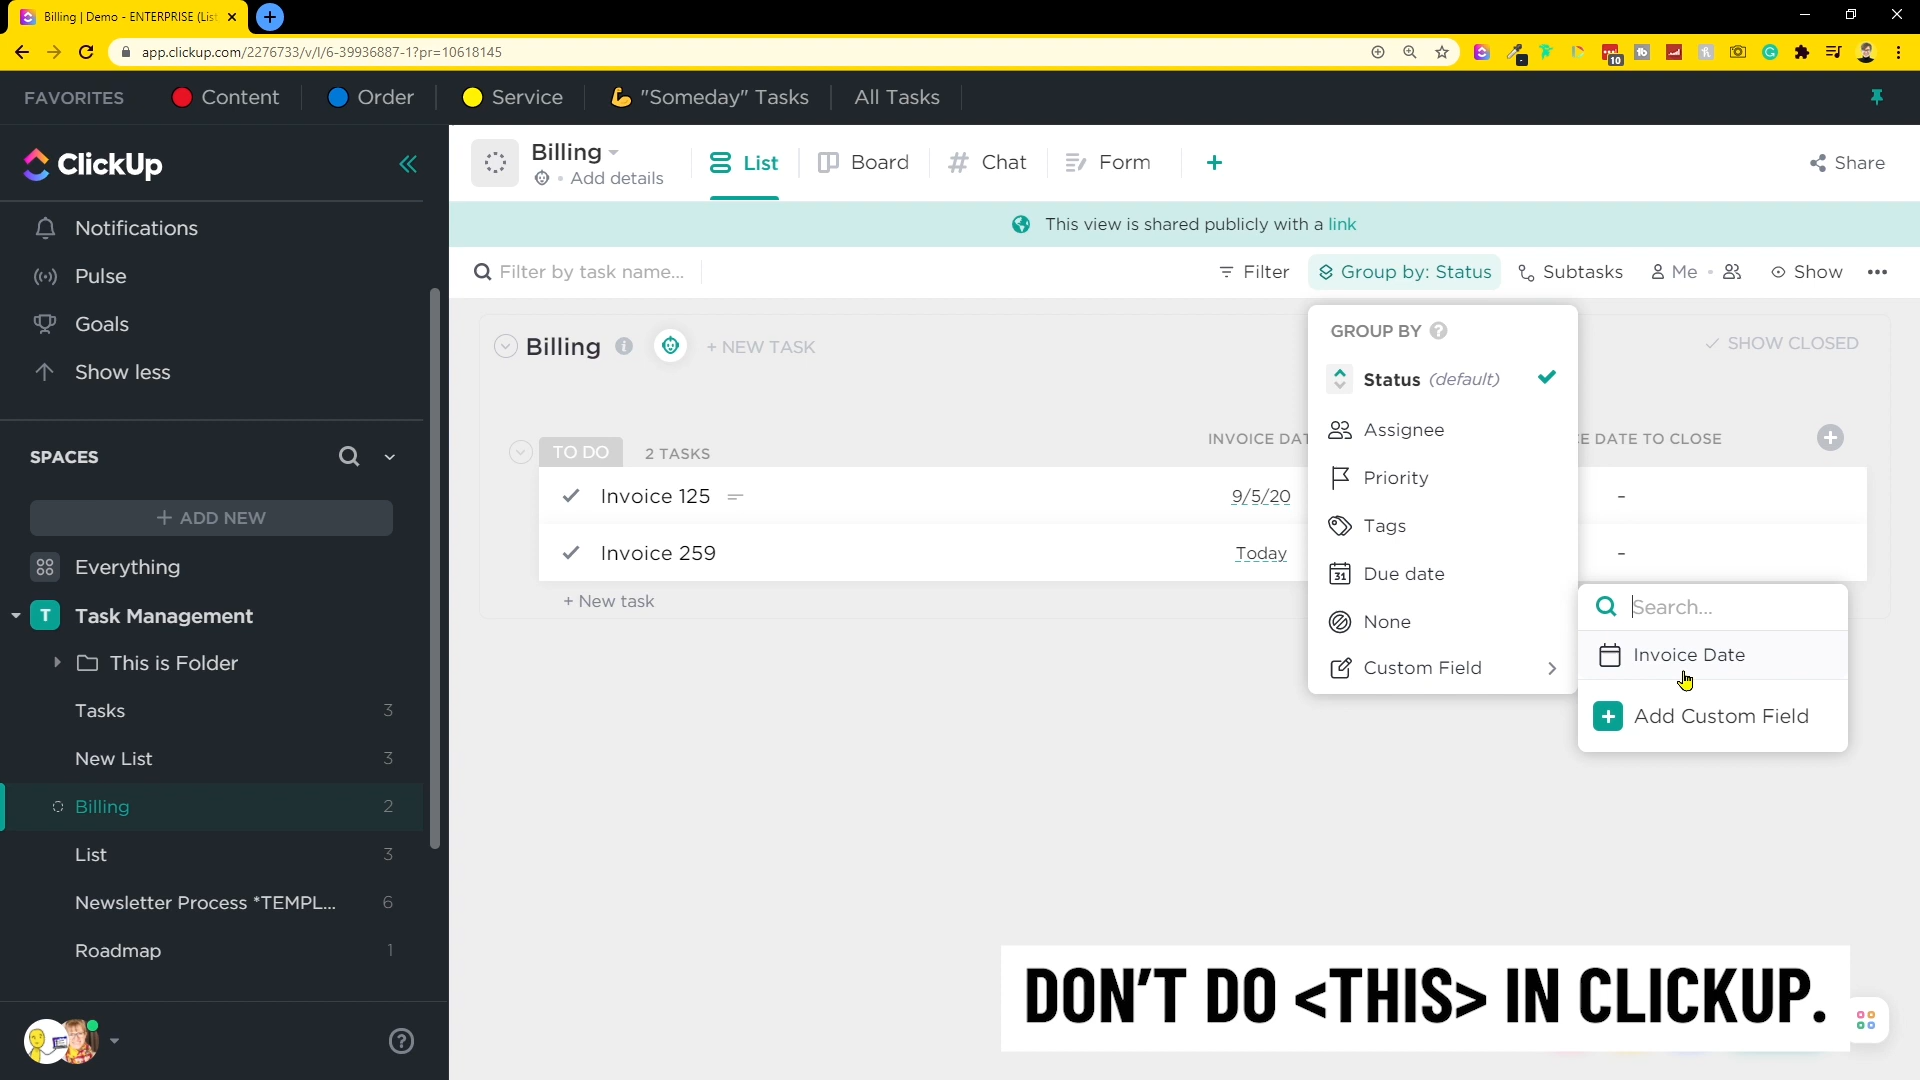 Billing | Demo - ENTERPRISE (List
app.clickup.com/2276733/v/l/6-39936887-1?pr=10618145
10
FAVORITES
Content
Order
Service
"Someday" Tasks
All Tasks
ClickUp
Notifications
Pulse
Goals
Show less
SPACES
+ ADD NEW
Everything
T Task Management
This is Folder
Tasks 3
New List 3
Billing 2
List 3
Newsletter Process *TEMPL... 6
Roadmap 1
Billing
Add details
List
Board
# Chat
Form
+
Share
This view is shared publicly with a link
Filter by task name...
Filter
Group by: Status
Subtasks
Me
Show
Billing
+ NEW TASK
SHOW CLOSED
TO DO
2 TASKS
INVOICE DAT
E DATE TO CLOSE
Invoice 125
9/5/20
-
Invoice 259
Today
-
+ New task
GROUP BY ?
Status (default)
Assignee
Priority
Tags
31 Due date
None
Custom Field
Search...
Invoice Date
+ Add Custom Field
DON'T DO <THIS> IN CLICKUP.